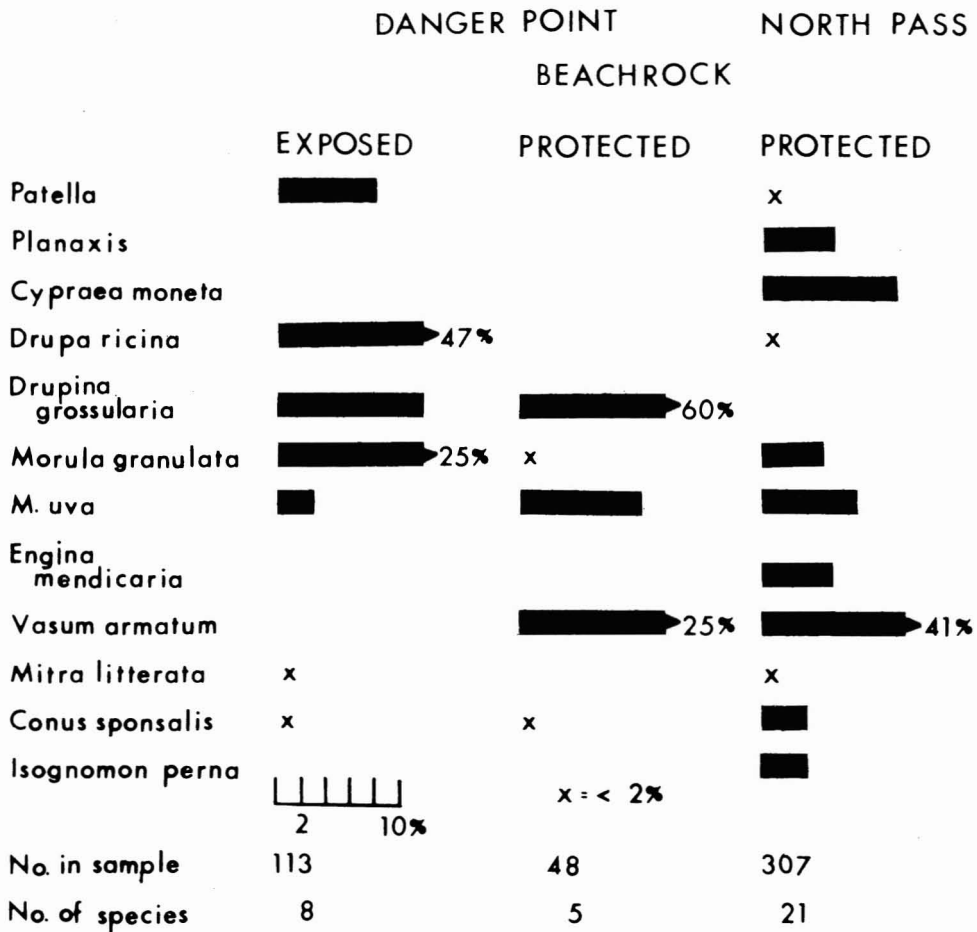 DANGER POINT NORTH PASS
BEACHROCK
EXPOSED PROTECTED PROTECTED
Patella x
Planaxis
Cypraea moneta
Drupa ricina 47% x
Drupina
grossularia 60%
Morula granulata 25% x
M. uva
Engina
mendicaria
Vasum armatum 25% 41%
Mitra litterata x x
Conus sponsalis x x
Isognomon perna
x = < 2%
2 10%
No. in sample 113 48 307
No. of species 8 5 21